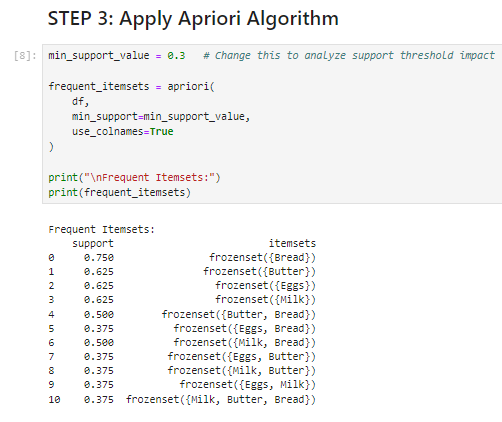 STEP 3: Apply Apriori Algorithm
[8]: min_support_value = 0.3   # Change this to analyze support threshold impact
frequent_itemsets = apriori(
    df,
    min_support=min_support_value,
    use_colnames=True
)
print("\nFrequent Itemsets:")
print(frequent_itemsets)
Frequent Itemsets:
    support                        itemsets
0     0.750             frozenset({Bread})
1     0.625            frozenset({Butter})
2     0.625              frozenset({Eggs})
3     0.625              frozenset({Milk})
4     0.500     frozenset({Butter, Bread})
5     0.375       frozenset({Eggs, Bread})
6     0.500       frozenset({Milk, Bread})
7     0.375      frozenset({Eggs, Butter})
8     0.375      frozenset({Milk, Butter})
9     0.375        frozenset({Eggs, Milk})
10    0.375  frozenset({Milk, Butter, Bread})